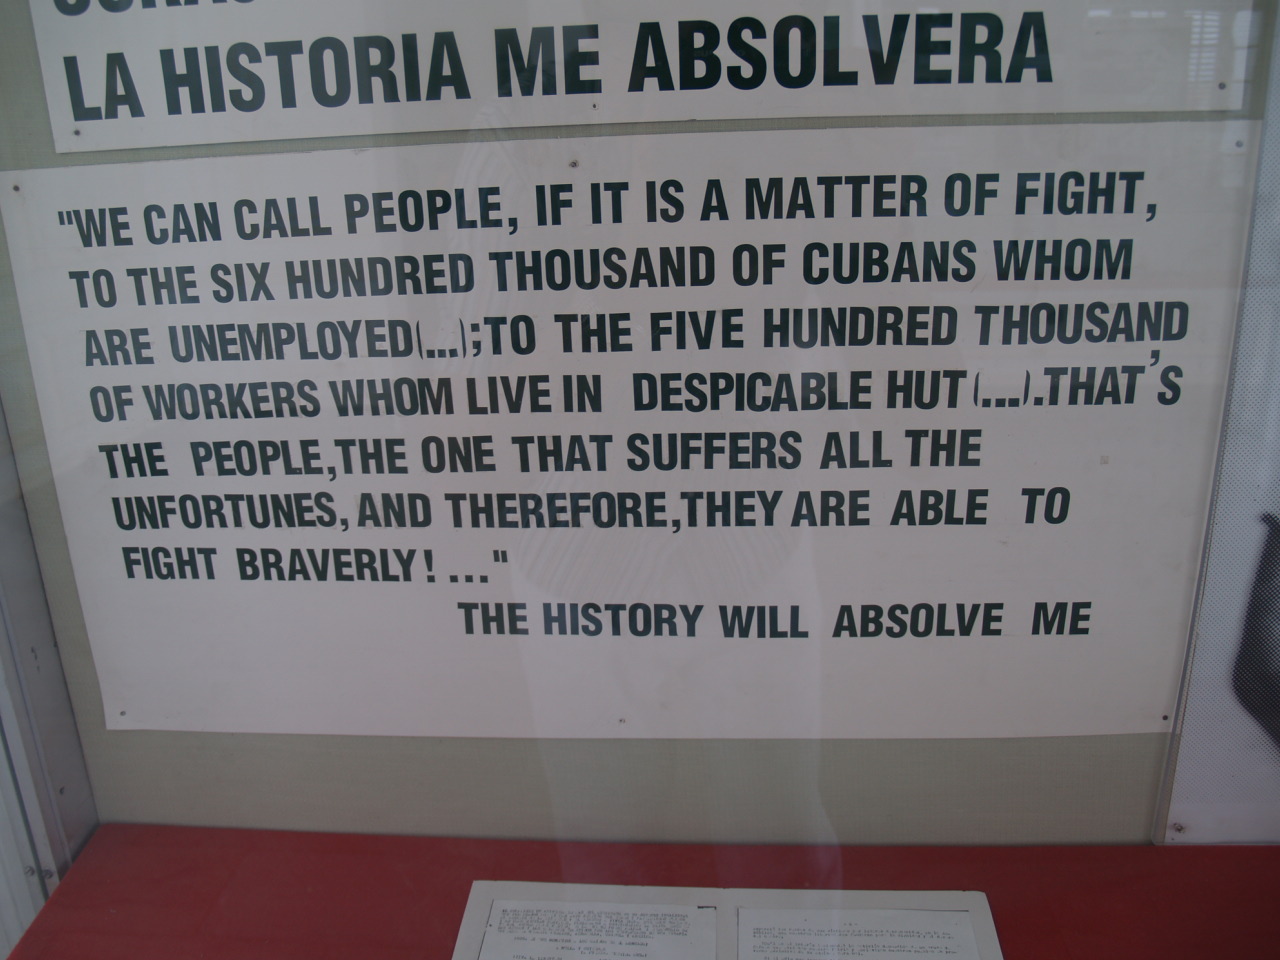 LA HISTORIA ME ABSOLVERA
"WE CAN CALL PEOPLE, IF IT IS A MATTER OF FIGHT,
TO THE SIX HUNDRED THOUSAND OF CUBANS WHOM
ARE UNEMPLOYED(...);TO THE FIVE HUNDRED THOUSAND
OF WORKERS WHOM LIVE IN DESPICABLE HUT(...).THAT'S
THE PEOPLE,THE ONE THAT SUFFERS ALL THE
UNFORTUNES, AND THEREFORE,THEY ARE ABLE TO
FIGHT BRAVERLY! ..."
THE HISTORY WILL ABSOLVE ME